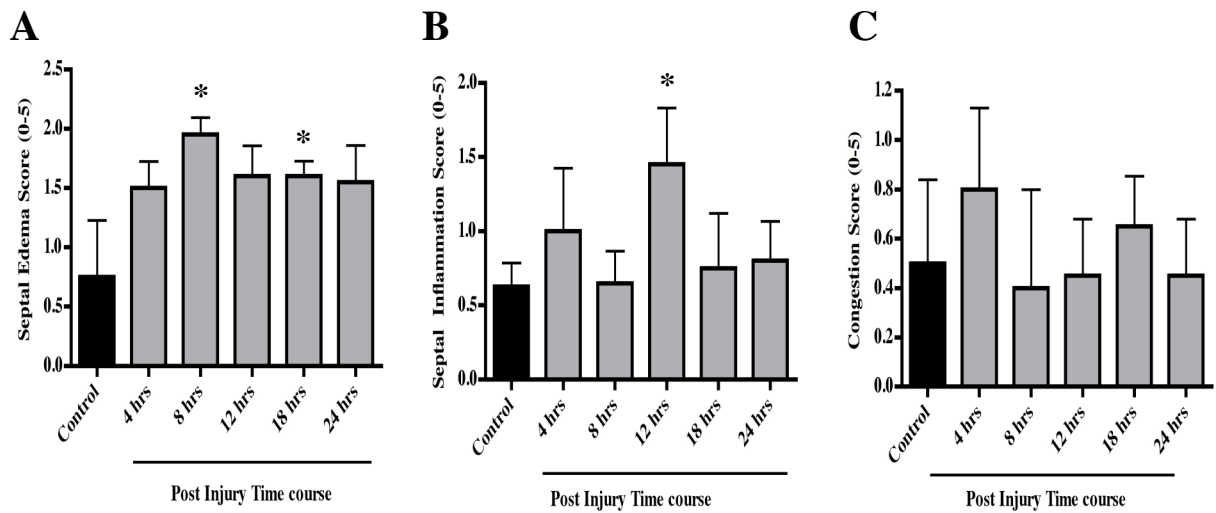 A
Septal Edema Score (0-5)
2.5
2.0
1.5
1.0
0.5
0.0
*
*
Control
4 hrs
8 hrs
12 hrs
18 hrs
24 hrs
Post Injury Time course
B
Septal Inflammation Score (0-5)
2.0
1.5
1.0
0.5
0.0
*
Control
4 hrs
8 hrs
12 hrs
18 hrs
24 hrs
Post Injury Time course
C
Congestion Score (0-5)
1.2
1.0
0.8
0.6
0.4
0.2
0.0
Control
4 hrs
8 hrs
12 hrs
18 hrs
24 hrs
Post Injury Time course